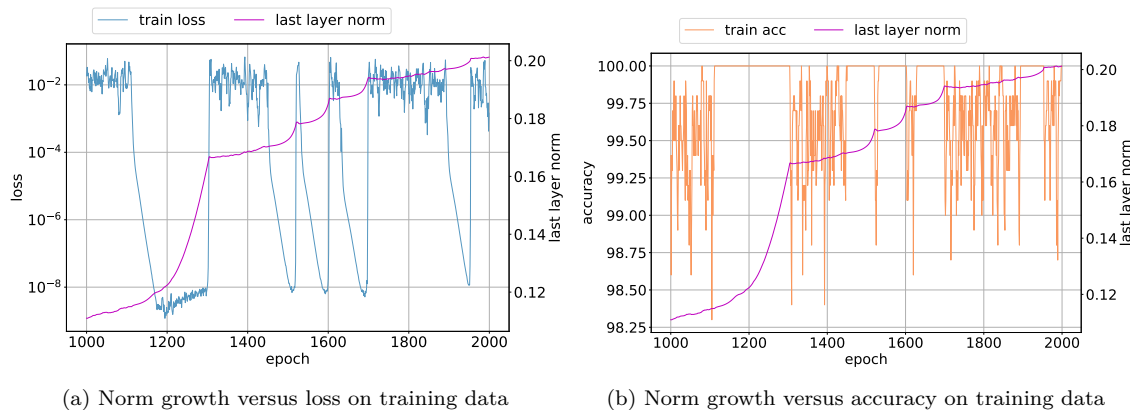 train loss last layer norm
10⁻²
10⁻⁴
10⁻⁶
10⁻⁸
loss
0.20
0.18
0.16
0.14
0.12
last layer norm
1000 1200 1400 1600 1800 2000
epoch
(a) Norm growth versus loss on training data
train acc last layer norm
100.00
99.75
99.50
99.25
99.00
98.75
98.50
98.25
accuracy
0.20
0.18
0.16
0.14
0.12
last layer norm
1000 1200 1400 1600 1800 2000
epoch
(b) Norm growth versus accuracy on training data